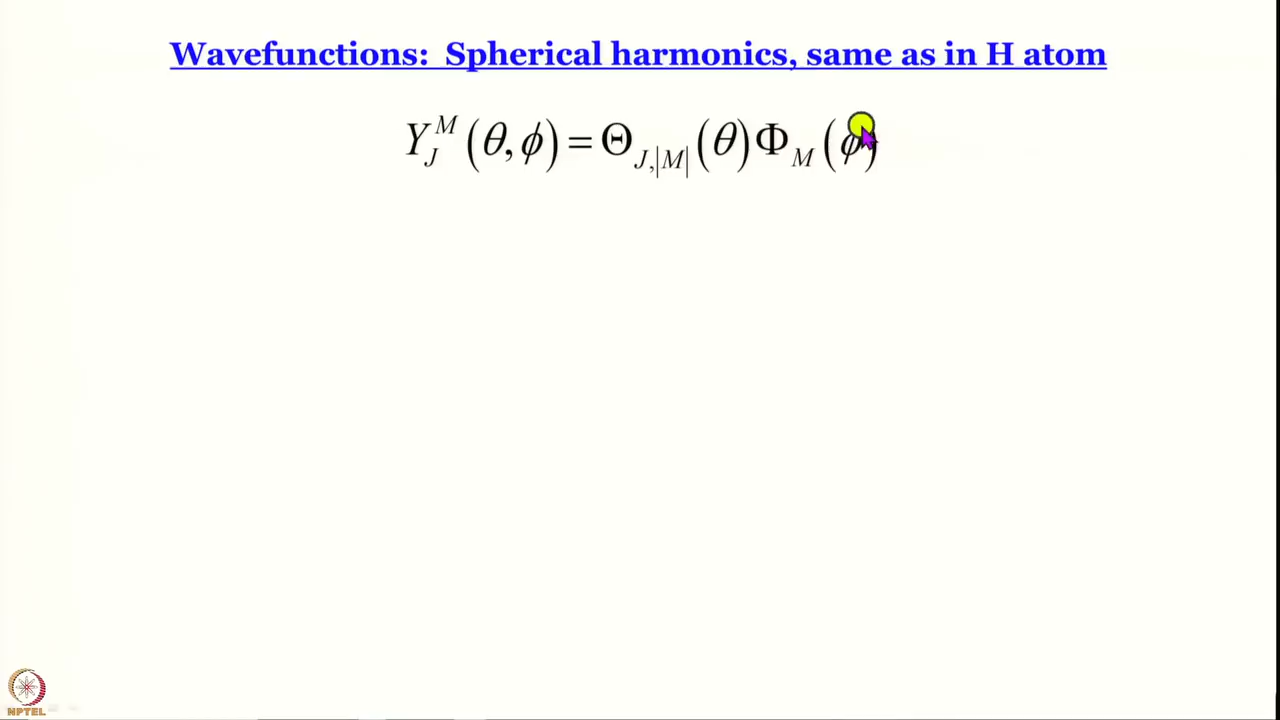 Wavefunctions: Spherical harmonics, same as in H atom
Y_J^M (θ,ϕ) = Θ_{J,|M|} (θ) Φ_M (ϕ)
NPTEL